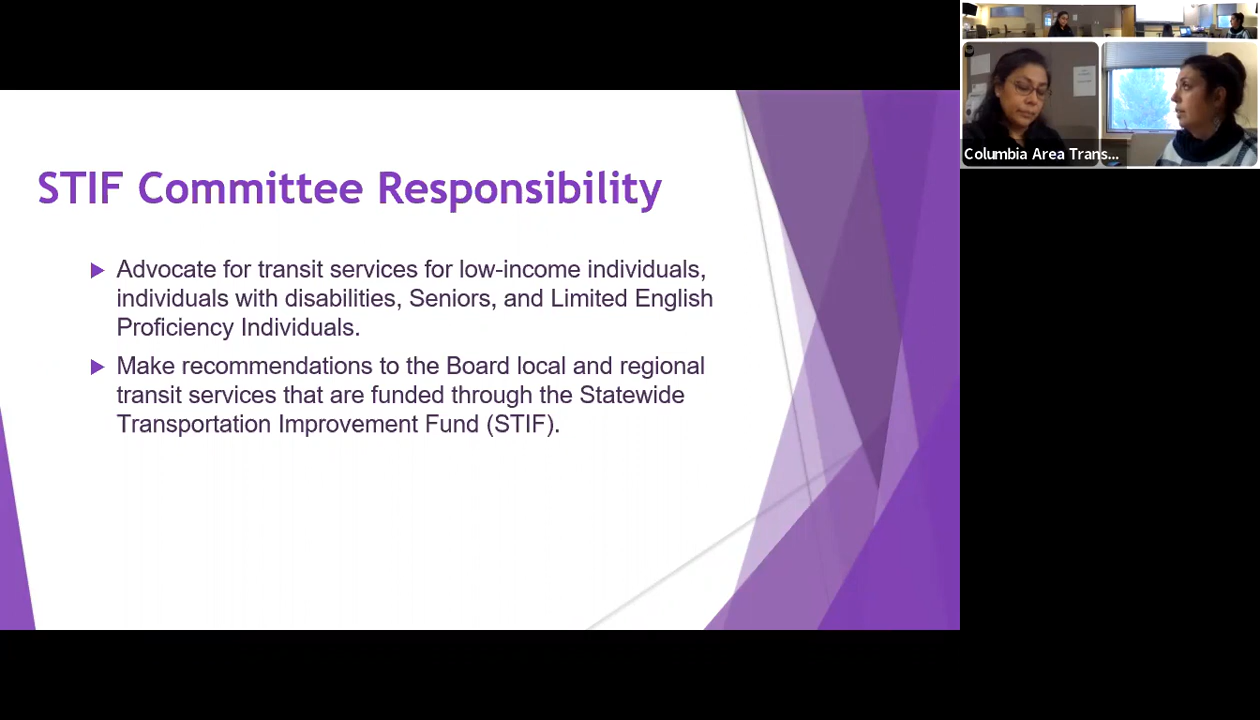 STIF Committee Responsibility
Advocate for transit services for low-income individuals,
individuals with disabilities, Seniors, and Limited English
Proficiency Individuals.
Make recommendations to the Board local and regional
transit services that are funded through the Statewide
Transportation Improvement Fund (STIF).
Columbia Area Trans...